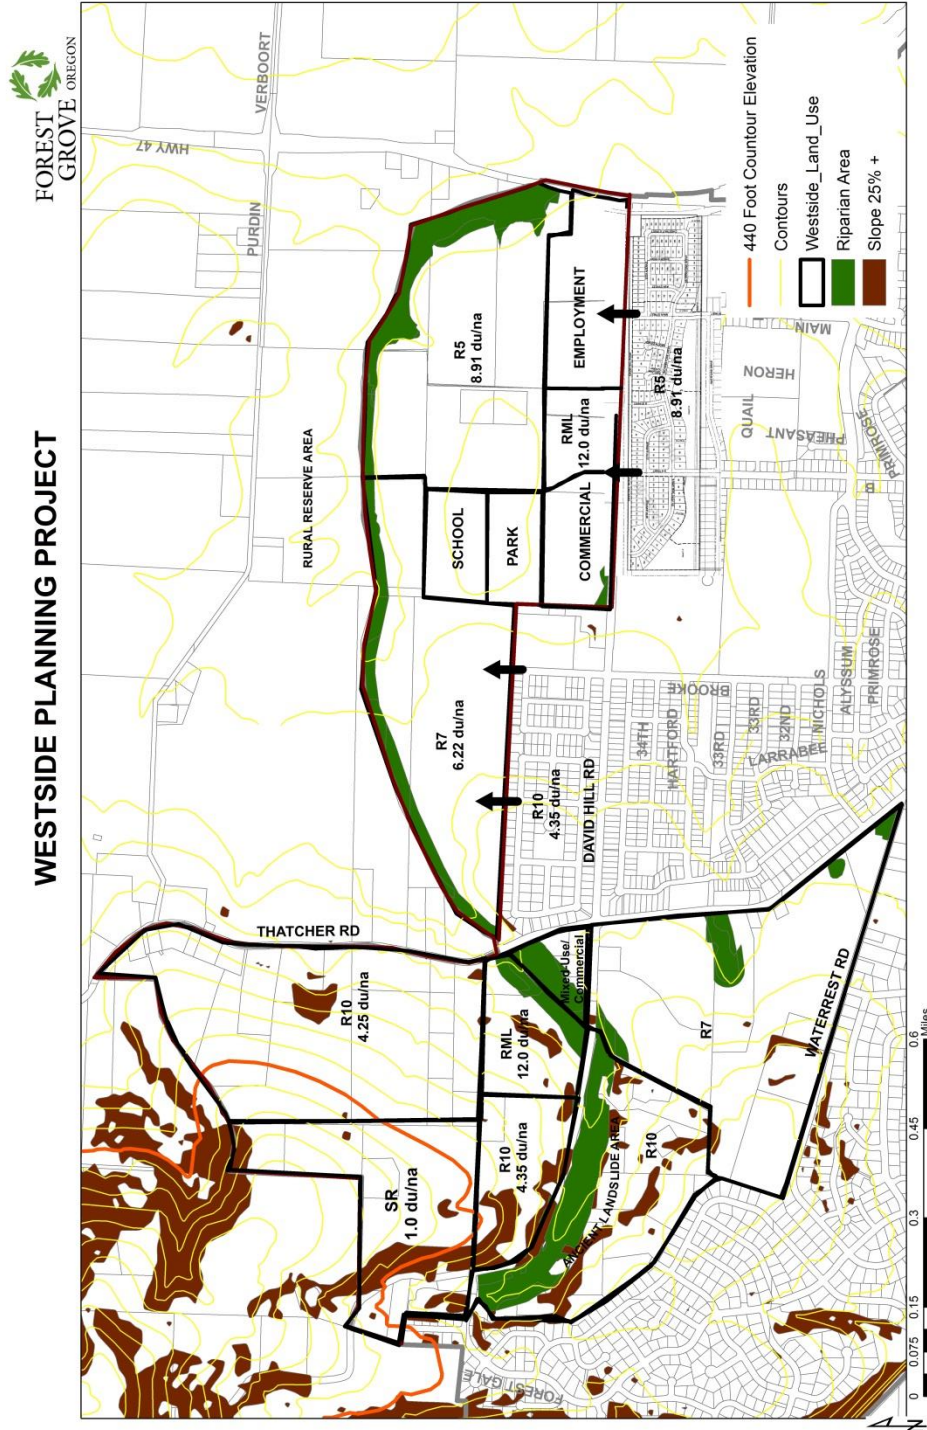 WESTSIDE PLANNING PROJECT
FOREST
GROVE OREGON
VERBOORT
HWY 47
PURDIN
RURAL RESERVE AREA
THATCHER RD
R5
8.91 du/na
EMPLOYMENT
RML
12.0 du/na
SCHOOL
PARK
COMMERCIAL
R7
6.22 du/na
R5
8.91 du/na
R10
4.35 du/na
DAVID HILL RD
MAIN
HERON
QUAIL
PHEASANT
PRIMROSE
BROOKE
34TH
HARTFORD
33RD
33RD
32ND
NICHOLS
ALYSSUM
PRIMROSE
LARRABEE
R10
4.25 du/na
SR
1.0 du/na
RML
12.0 du/na
R10
4.35 du/na
Mixed Use/
Commercial
R7
R10
ANCIENT LANDSLIDE AREA
WATERREST RD
FOREST GALE
440 Foot Countour Elevation
Contours
Westside_Land_Use
Riparian Area
Slope 25% +
0 0.075 0.15 0.3 0.45 0.6
Miles
N